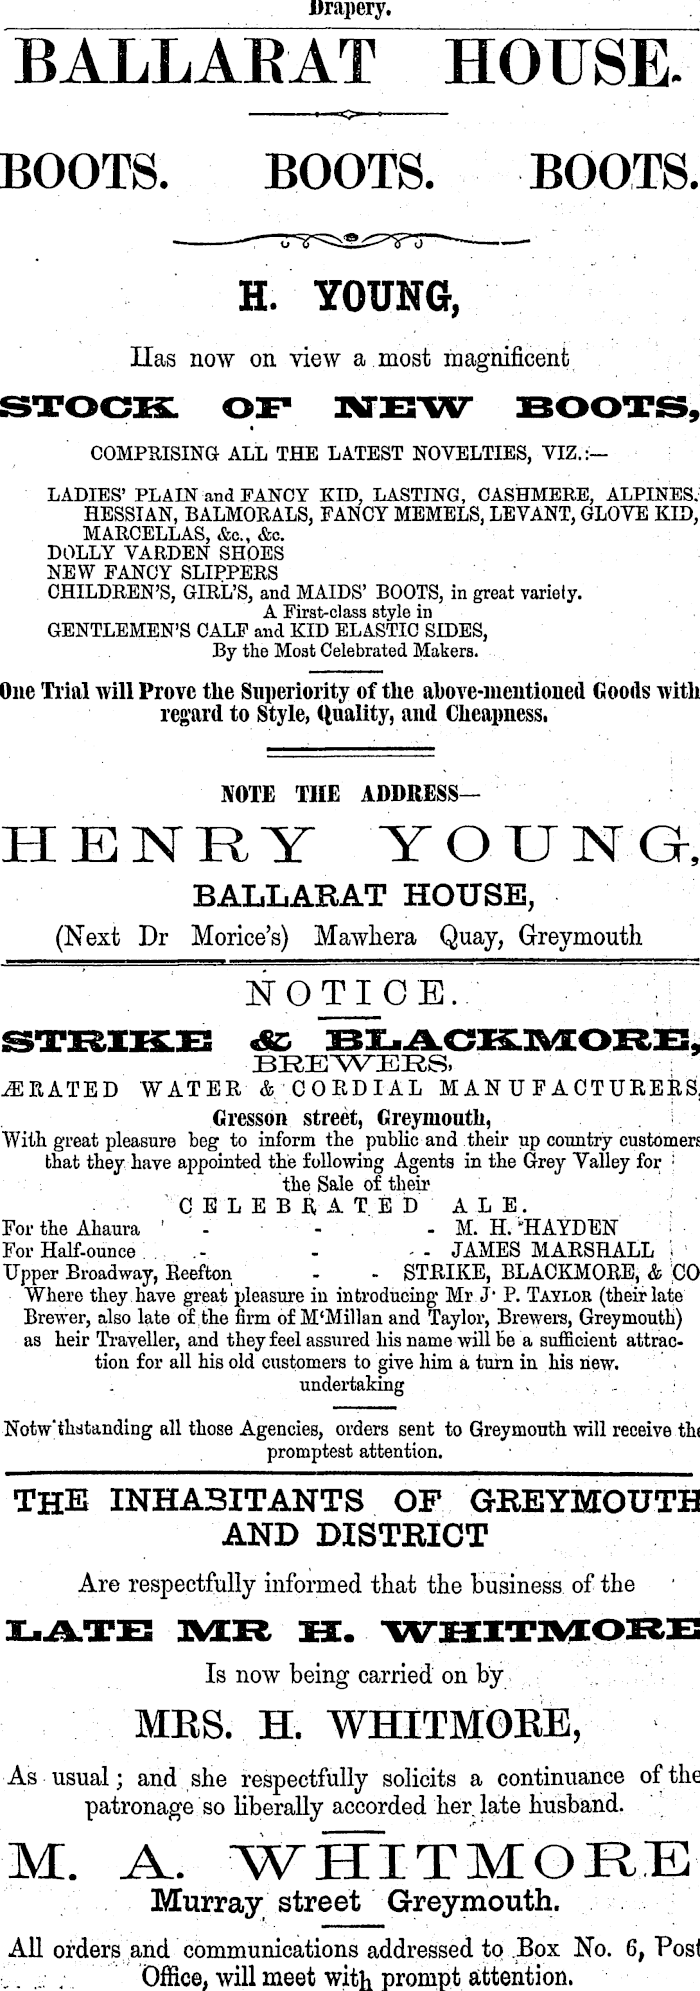 Drapery.
BALLARAT HOUSE.
BOOTS. BOOTS. BOOTS.
H. YOUNG,
Has now on view a most magnificent
STOCK OF NEW BOOTS,
COMPRISING ALL THE LATEST NOVELTIES, VIZ.:—
LADIES' PLAIN and FANCY KID, LASTING, CASHMERE, ALPINES.
HESSIAN, BALMORALS, FANCY MEMELS, LEVANT, GLOVE KID,
MARCELLAS, &c., &c.
DOLLY VARDEN SHOES
NEW FANCY SLIPPERS
CHILDREN'S, GIRL'S, and MAIDS' BOOTS, in great variety.
A First-class style in
GENTLEMEN'S CALF and KID ELASTIC SIDES,
By the Most Celebrated Makers.
One Trial will Prove the Superiority of the above-mentioned Goods with
regard to Style, Quality, and Cheapness.
NOTE THE ADDRESS—
HENRY YOUNG,
BALLARAT HOUSE,
(Next Dr Morice's) Mawhera Quay, Greymouth
NOTICE.
STRIKE & BLACKMORE,
BREWERS,
ÆRATED WATER & CORDIAL MANUFACTURERS,
Gresson street, Greymouth,
With great pleasure beg to inform the public and their up country customers
that they have appointed the following Agents in the Grey Valley for
the Sale of their
CELEBRATED ALE.
For the Ahaura - - - M. H. HAYDEN
For Half-ounce - - - - JAMES MARSHALL
Upper Broadway, Reefton - - STRIKE, BLACKMORE, & CO
Where they have great pleasure in introducing Mr J. P. TAYLOR (their late
Brewer, also late of the firm of M'Millan and Taylor, Brewers, Greymouth)
as heir Traveller, and they feel assured his name will be a sufficient attrac-
tion for all his old customers to give him a turn in his new.
undertaking
Notw'thstanding all those Agencies, orders sent to Greymouth will receive the
promptest attention.
THE INHABITANTS OF GREYMOUTH
AND DISTRICT
Are respectfully informed that the business of the
LATE MR H. WHITMORE
Is now being carried on by
MRS. H. WHITMORE,
As usual; and she respectfully solicits a continuance of the
patronage so liberally accorded her late husband.
M. A. WHITMORE
Murray street Greymouth.
All orders and communications addressed to Box No. 6, Post
Office, will meet with prompt attention.